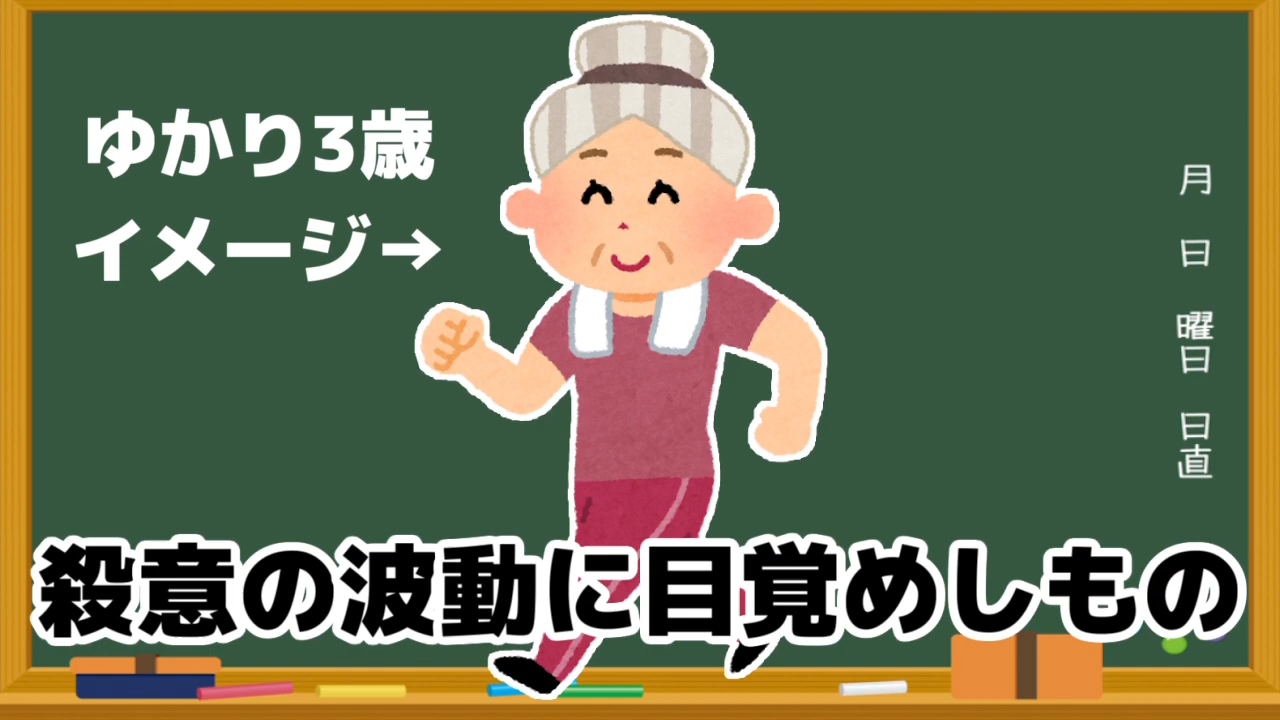 ゆかり3歳
イメージ→
月
日
曜日
日直
殺意の波動に目覚めしもの